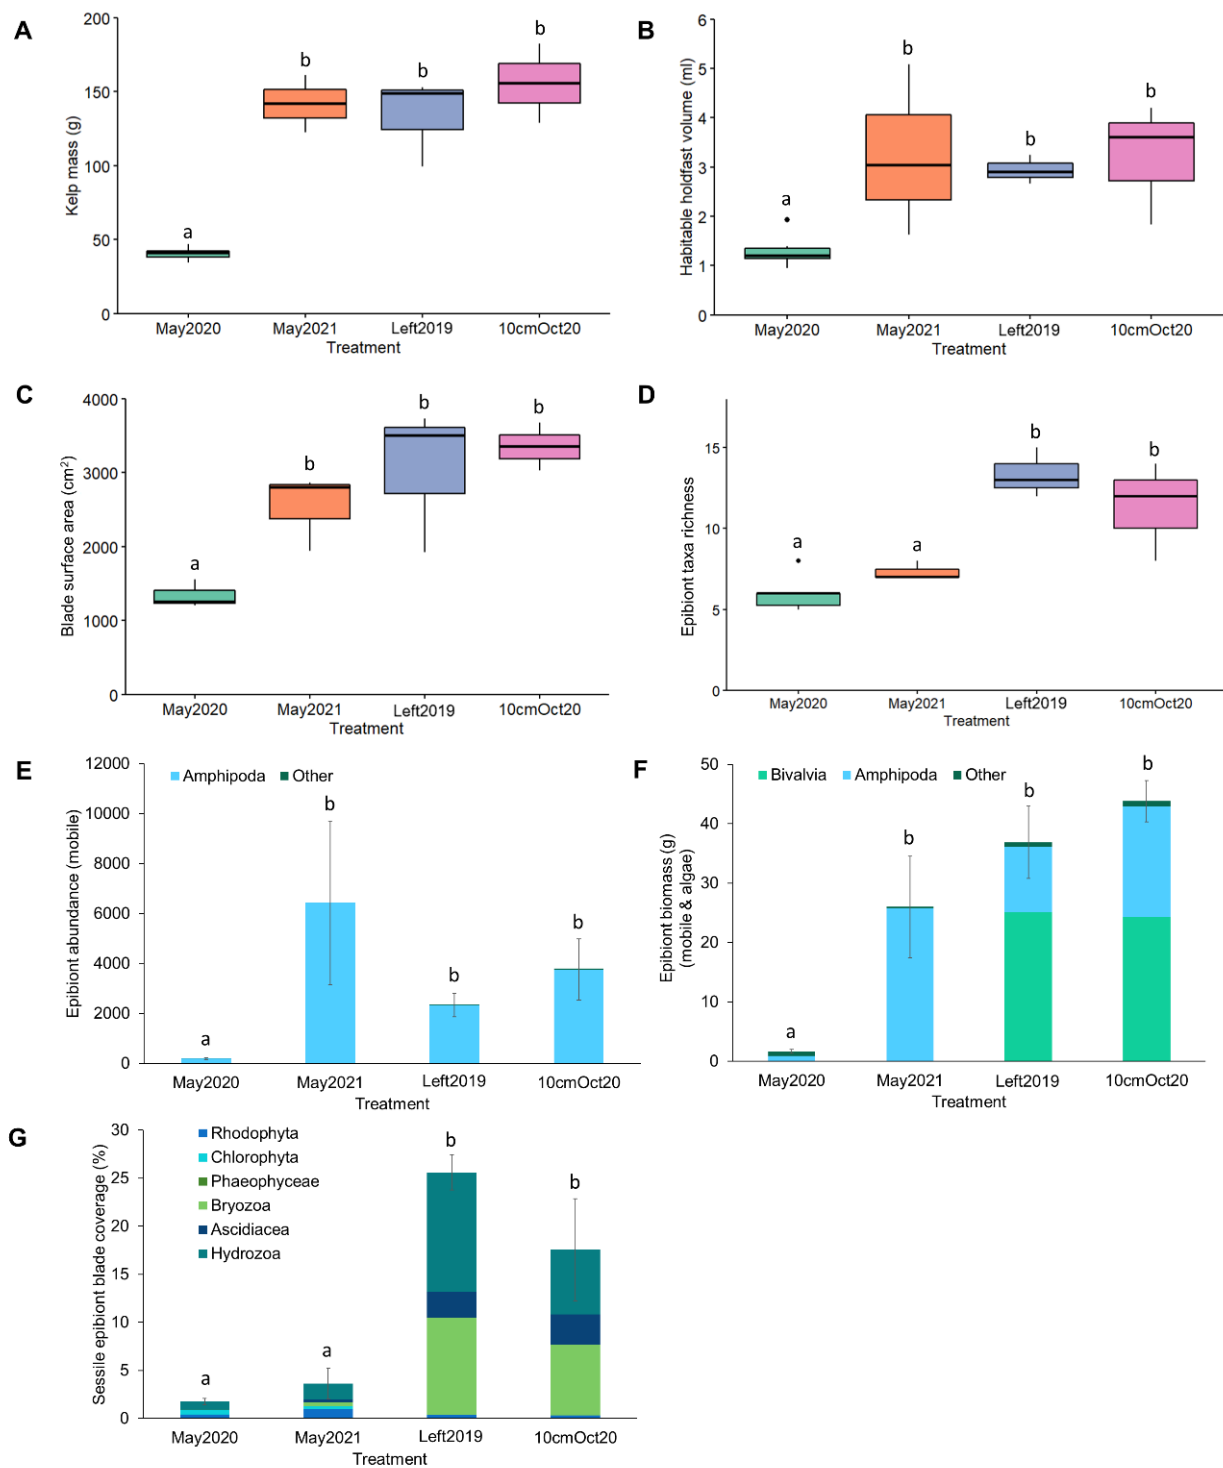 A
Kelp mass (g)
200
150
100
50
0
a
b
b
b
May2020
May2021
Left2019
10cmOct20
Treatment
B
Habitable holdfast volume (ml)
6
5
4
3
2
1
0
a
b
b
b
May2020
May2021
Left2019
10cmOct20
Treatment
C
Blade surface area (cm²)
4000
3000
2000
1000
0
a
b
b
b
May2020
May2021
Left2019
10cmOct20
Treatment
D
Epibiont taxa richness
15
10
5
0
a
a
b
b
May2020
May2021
Left2019
10cmOct20
Treatment
E
Epibiont abundance (mobile)
12000
10000
8000
6000
4000
2000
0
Amphipoda
Other
a
b
b
b
May2020
May2021
Left2019
10cmOct20
Treatment
F
Epibiont biomass (g)
(mobile & algae)
50
40
30
20
10
0
Bivalvia
Amphipoda
Other
a
b
b
b
May2020
May2021
Left2019
10cmOct20
Treatment
G
Sessile epibiont blade coverage (%)
30
25
20
15
10
5
0
Rhodophyta
Chlorophyta
Phaeophyceae
Bryozoa
Ascidiacea
Hydrozoa
a
a
b
b
May2020
May2021
Left2019
10cmOct20
Treatment